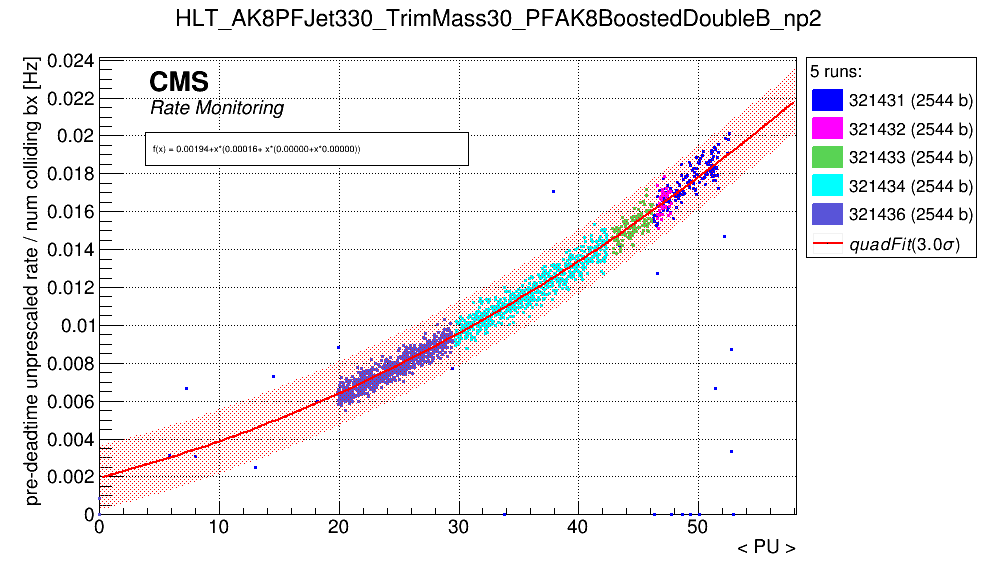 HLT_AK8PFJet330_TrimMass30_PFAK8BoostedDoubleB_np2
pre-deadtime unprescaled rate / num colliding bx [Hz]
0.024
0.022
0.02
0.018
0.016
0.014
0.012
0.01
0.008
0.006
0.004
0.002
CMS
Rate Monitoring
f(x) = 0.00194+x*(0.00016+ x*(0.00000+x*0.00000))
5 runs:
321431 (2544 b)
321432 (2544 b)
321433 (2544 b)
321434 (2544 b)
321436 (2544 b)
quadFit(3.0σ)
0 10 20 30 40 50
< PU >